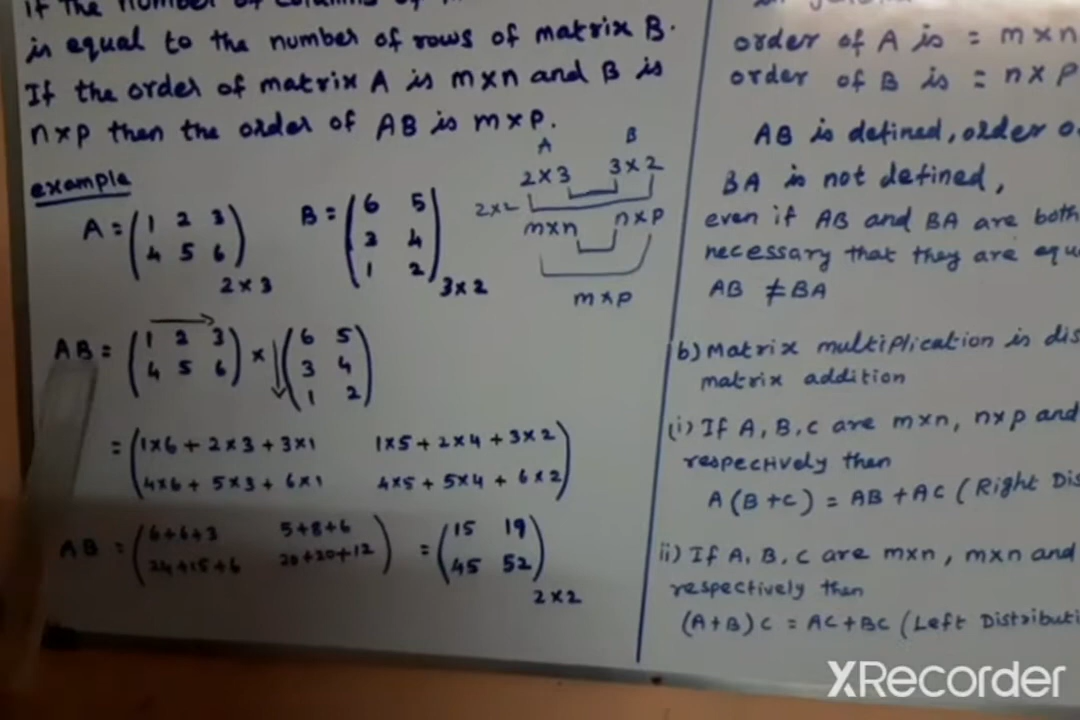 If the
is equal to the number of rows of matrix B.
If the order of matrix A is m×n and B is
n×p then the order of AB is m×p.
example
A B
2×3 3×2
2×2
m×n n×p
m×p
A = (1 2 3
4 5 6)
2×3
B = (6 5
3 4
1 2)
3×2
AB = (1 2 3
4 5 6) × (6 5
3 4
1 2)
= (1×6 + 2×3 + 3×1 1×5 + 2×4 + 3×2
4×6 + 5×3 + 6×1 4×5 + 5×4 + 6×2)
AB = (6+6+3 5+8+6
24+15+6 20+20+12) = (15 19
45 52)
2×2
order of A is = m×n
order of B is = n×p
AB is defined, order
BA is not defined,
even if AB and BA are both
necessary that they are equ
AB ≠ BA
b) Matrix multiplication is dis
matrix addition
(i) If A, B, C are m×n, n×p and
respectively then
A(B+C) = AB + AC (Right Dis
ii) If A, B, C are m×n, m×n and
respectively then
(A+B)C = AC+BC (Left Distributi
XRecorder